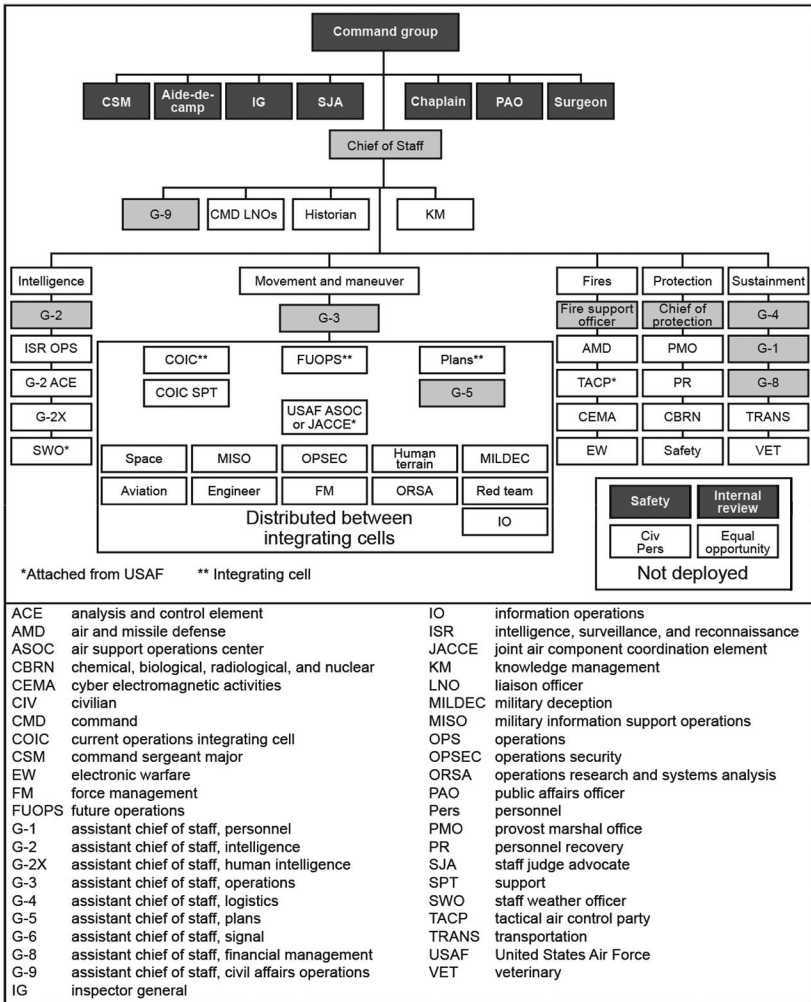 Command group
CSM
Aide-de-
camp
IG
SJA
Chaplain
PAO
Surgeon
Chief of Staff
G-9
CMD LNOs
Historian
KM
Intelligence
Movement and maneuver
Fires
Protection
Sustainment
G-2
G-3
Fire support
officer
Chief of
protection
G-4
ISR OPS
COIC**
FUOPS**
Plans**
AMD
PMO
G-1
G-2 ACE
COIC SPT
G-5
TACP*
PR
G-8
G-2X
USAF ASOC
or JACCE*
CEMA
CBRN
TRANS
SWO*
Space
MISO
OPSEC
Human
terrain
MILDEC
EW
Safety
VET
Aviation
Engineer
FM
ORSA
Red team
IO
Distributed between
integrating cells
Safety
Internal
review
Civ
Pers
Equal
opportunity
Not deployed
*Attached from USAF ** Integrating cell
ACE analysis and control element
AMD air and missile defense
ASOC air support operations center
CBRN chemical, biological, radiological, and nuclear
CEMA cyber electromagnetic activities
CIV civilian
CMD command
COIC current operations integrating cell
CSM command sergeant major
EW electronic warfare
FM force management
FUOPS future operations
G-1 assistant chief of staff, personnel
G-2 assistant chief of staff, intelligence
G-2X assistant chief of staff, human intelligence
G-3 assistant chief of staff, operations
G-4 assistant chief of staff, logistics
G-5 assistant chief of staff, plans
G-6 assistant chief of staff, signal
G-8 assistant chief of staff, financial management
G-9 assistant chief of staff, civil affairs operations
IG inspector general
IO information operations
ISR intelligence, surveillance, and reconnaissance
JACCE joint air component coordination element
KM knowledge management
LNO liaison officer
MILDEC military deception
MISO military information support operations
OPS operations
OPSEC operations security
ORSA operations research and systems analysis
PAO public affairs officer
Pers personnel
PMO provost marshal office
PR personnel recovery
SJA staff judge advocate
SPT support
SWO staff weather officer
TACP tactical air control party
TRANS transportation
USAF United States Air Force
VET veterinary